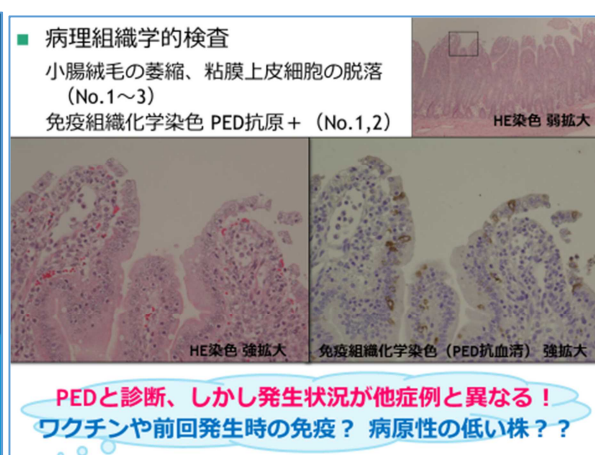 ■ 病理組織学的検査
小腸絨毛の萎縮、粘膜上皮細胞の脱落
（No.1～3）
免疫組織化学染色 PED抗原＋（No.1,2）
HE染色 弱拡大
HE染色 強拡大
免疫組織化学染色（PED抗血清） 強拡大
PEDと診断、しかし発生状況が他症例と異なる！
ワクチンや前回発生時の免疫？ 病原性の低い株？？